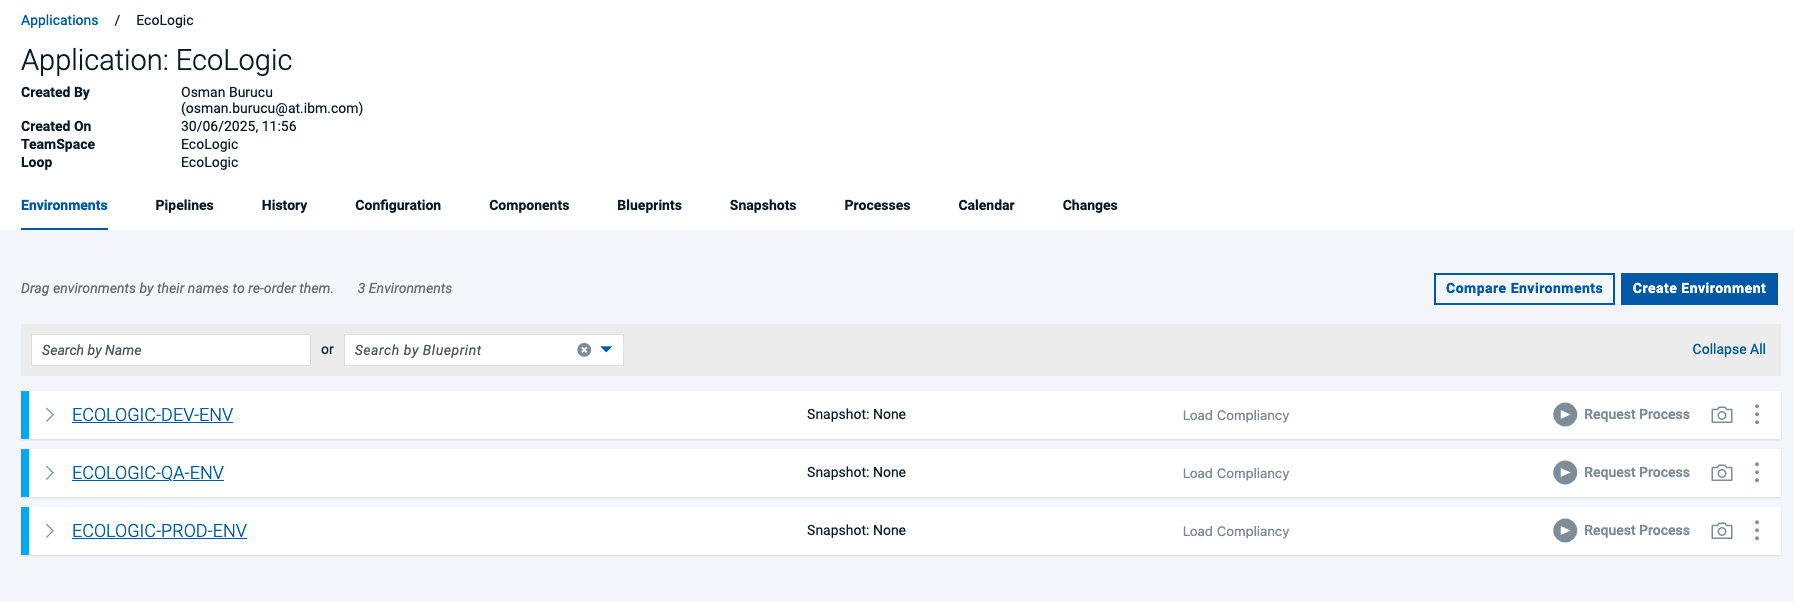 Applications / EcoLogic
Application: EcoLogic
Created By Osman Burucu
(osman.burucu@at.ibm.com)
Created On 30/06/2025, 11:56
TeamSpace EcoLogic
Loop EcoLogic
Environments Pipelines History Configuration Components Blueprints Snapshots Processes Calendar Changes
Drag environments by their names to re-order them. 3 Environments Compare Environments Create Environment
Search by Name or Search by Blueprint Collapse All
ECOLOGIC-DEV-ENV Snapshot: None Load Compliancy Request Process
ECOLOGIC-QA-ENV Snapshot: None Load Compliancy Request Process
ECOLOGIC-PROD-ENV Snapshot: None Load Compliancy Request Process